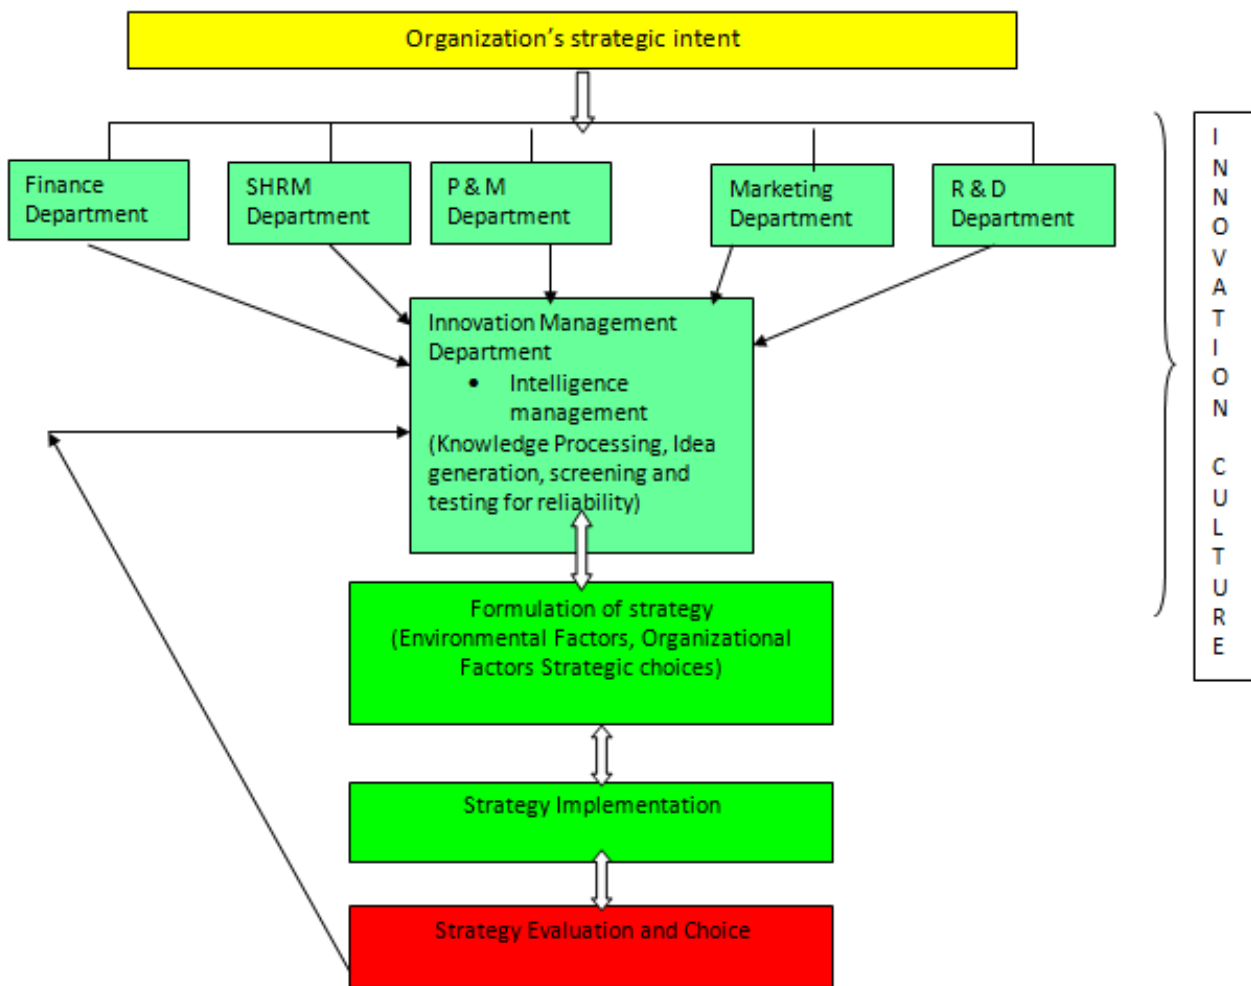 Organization's strategic intent
Finance
Department
SHRM
Department
P & M
Department
Marketing
Department
R & D
Department
Innovation Management
Department
• Intelligence
management
(Knowledge Processing, Idea
generation, screening and
testing for reliability)
Formulation of strategy
(Environmental Factors, Organizational
Factors Strategic choices)
Strategy Implementation
Strategy Evaluation and Choice
I
N
N
O
V
A
T
I
O
N
C
U
L
T
U
R
E